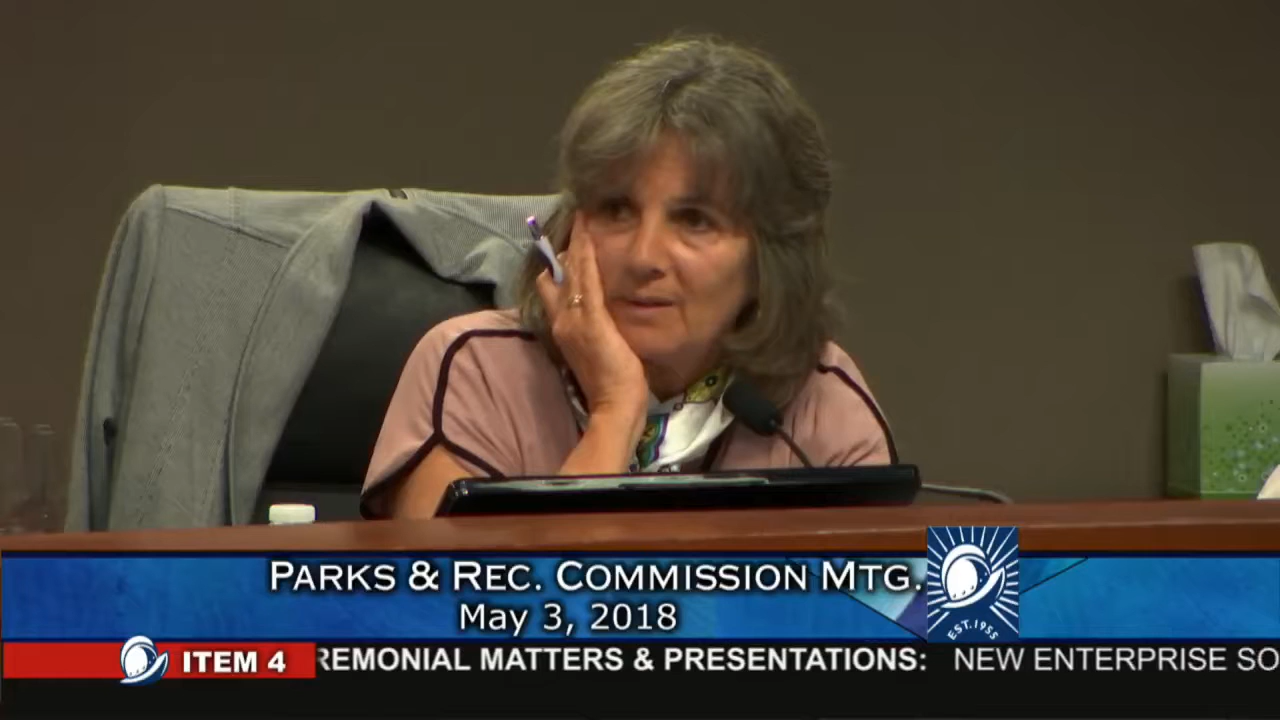 PARKS & REC. COMMISSION MTG.
May 3, 2018
EST. 1955
ITEM 4
REMONIAL MATTERS & PRESENTATIONS: NEW ENTERPRISE SO